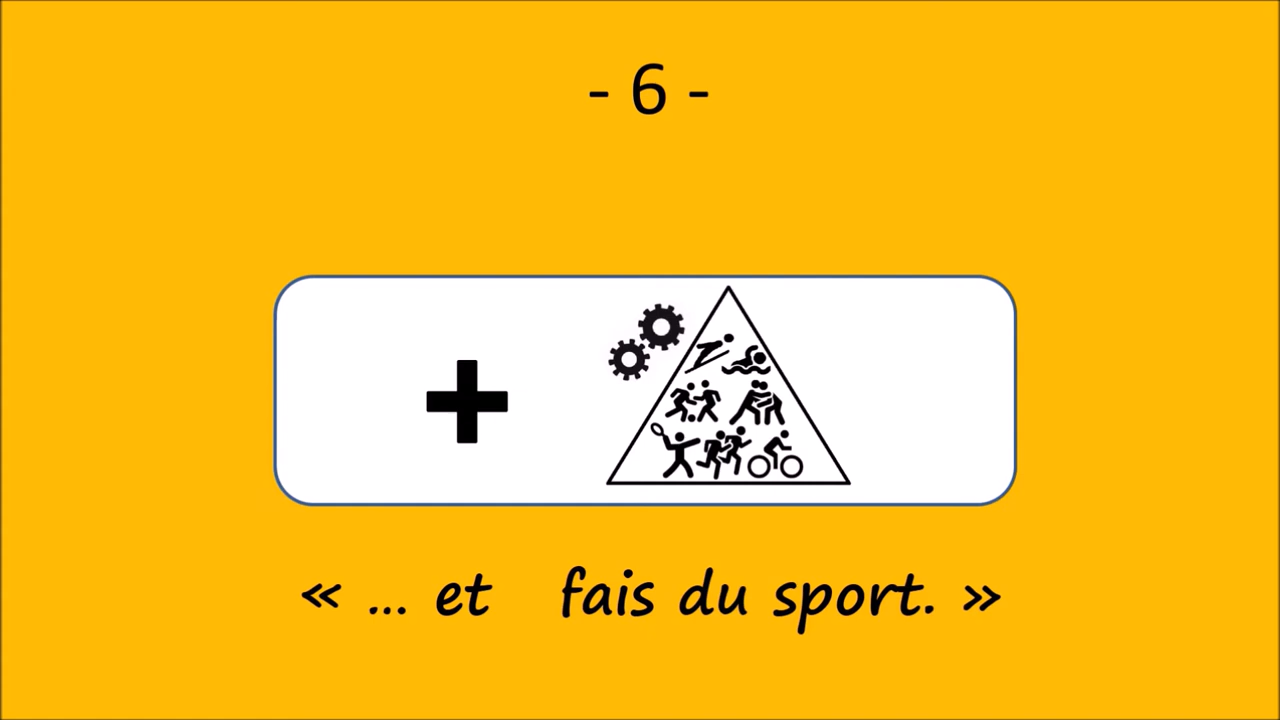 - 6 -
« ... et fais du sport. »